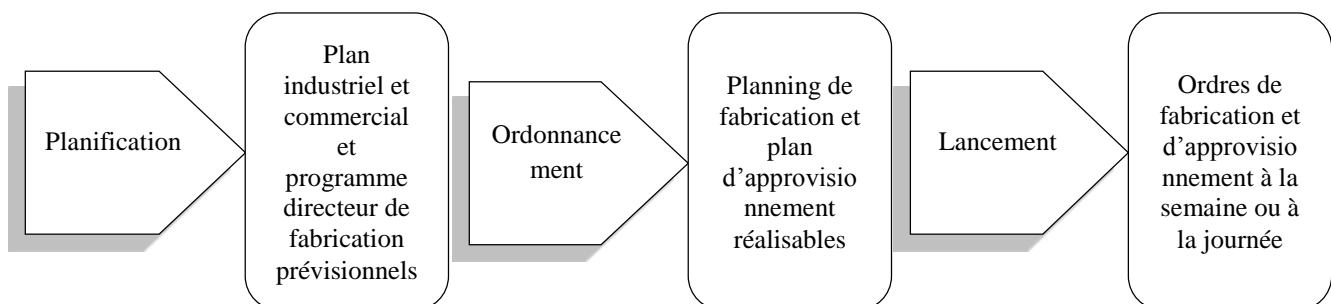 Planification
Plan
industriel et
commercial
et
programme
directeur de
fabrication
prévisionnels
Ordonnance
ment
Planning de
fabrication et
plan
d’approvisio
nnement
réalisables
Lancement
Ordres de
fabrication et
d’approvisio
nnement à la
semaine ou à
la journée